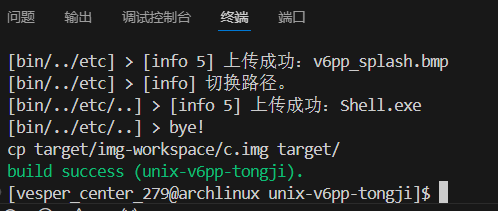 问题 输出 调试控制台 终端 端口
[bin/../etc] > [info 5] 上传成功: v6pp_splash.bmp
[bin/../etc] > [info] 切换路径。
[bin/../etc/..] > [info 5] 上传成功: Shell.exe
[bin/../etc/..] > bye!
cp target/img-workspace/c.img target/
build success (unix-v6pp-tongji).
[vesper_center_279@archlinux unix-v6pp-tongji]$